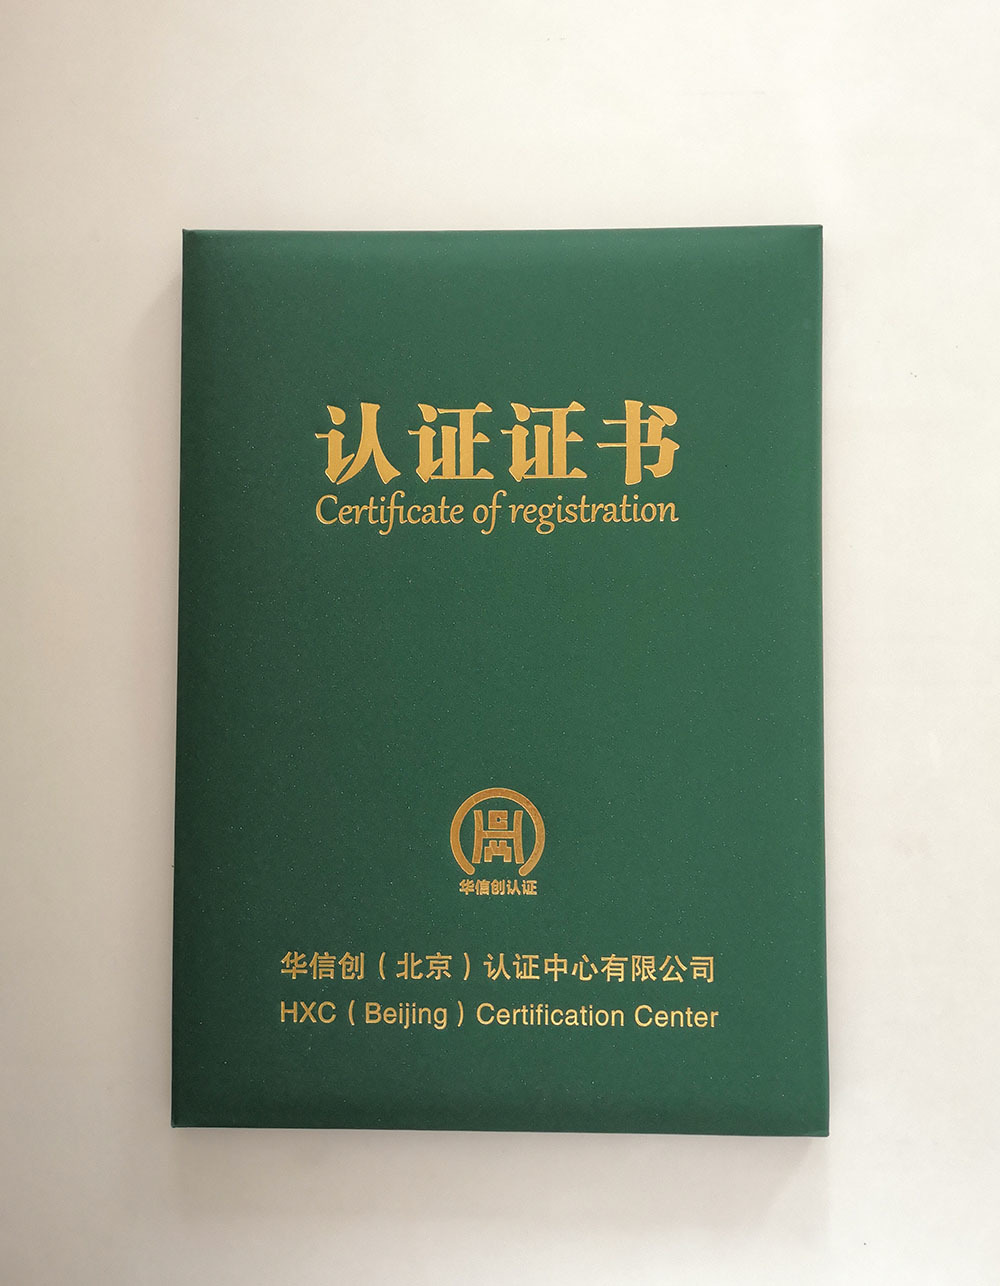 认证证书
Certificate of registration
华信创认证
华信创（北京）认证中心有限公司
HXC（Beijing）Certification Center